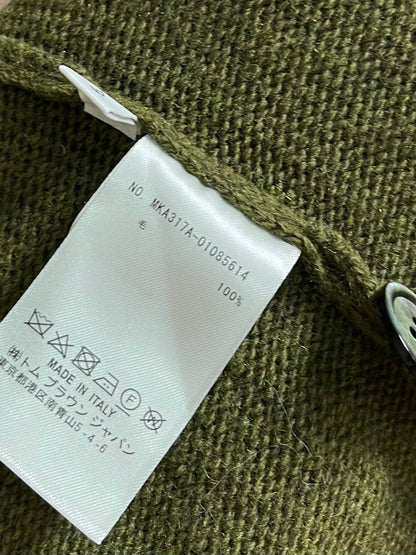 NO. MKA317A-01085614
毛 100%
MADE IN ITALY
㈱トム ブラウン ジャパン
東京都港区南青山5-4-6